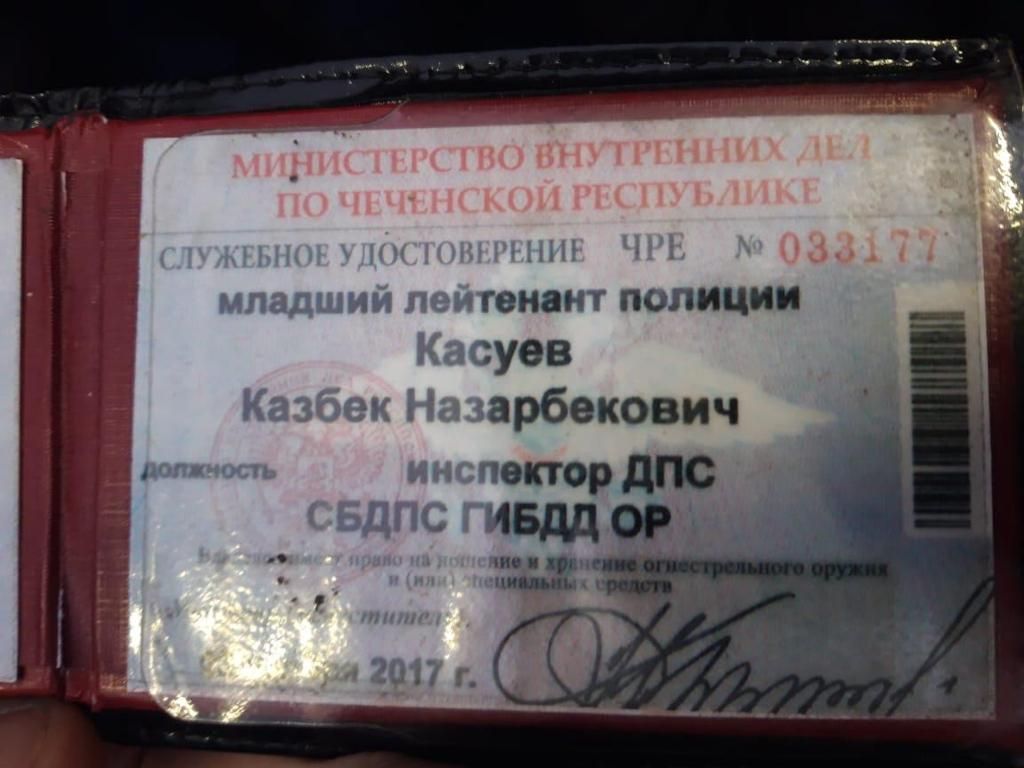 МИНИСТЕРСТВО ВНУТРЕННИХ ДЕЛ
ПО ЧЕЧЕНСКОЙ РЕСПУБЛИКЕ
СЛУЖЕБНОЕ УДОСТОВЕРЕНИЕ ЧРЕ № 033177
младший лейтенант полиции
Касуев
Казбек Назарбекович
должность инспектор ДПС
СБДПС ГИБДД ОР
право на ношение и хранение огнестрельного оружия
и (или) специальных средств
2017 г.